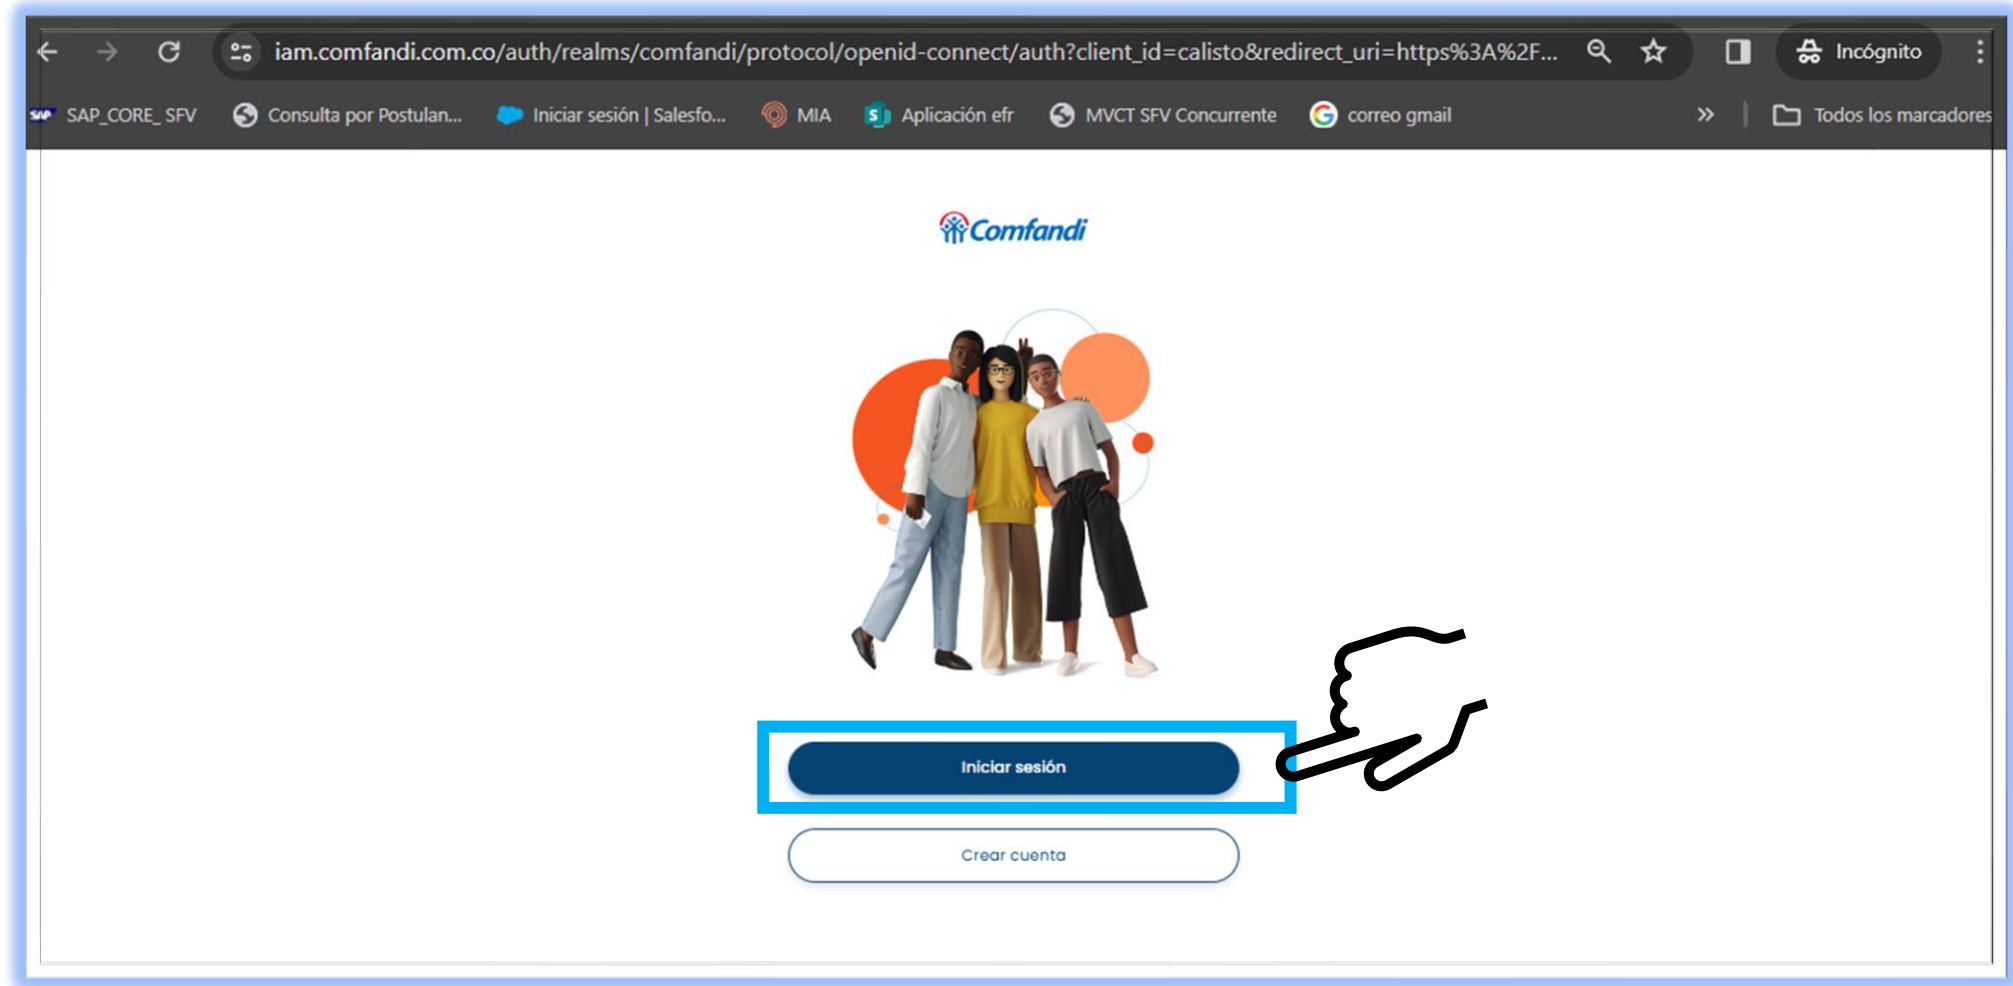 iam.comfandi.com.co/auth/realms/comfandi/protocol/openid-connect/auth?client_id=calisto&redirect_uri=https%3A%2F... Incógnito
SAP SAP_CORE_ SFV Consulta por Postulan... Iniciar sesión | Salesfo... MIA S Aplicación efr MVCT SFV Concurrente G correo gmail » Todos los marcadores
Comfandi
Iniciar sesión
Crear cuenta